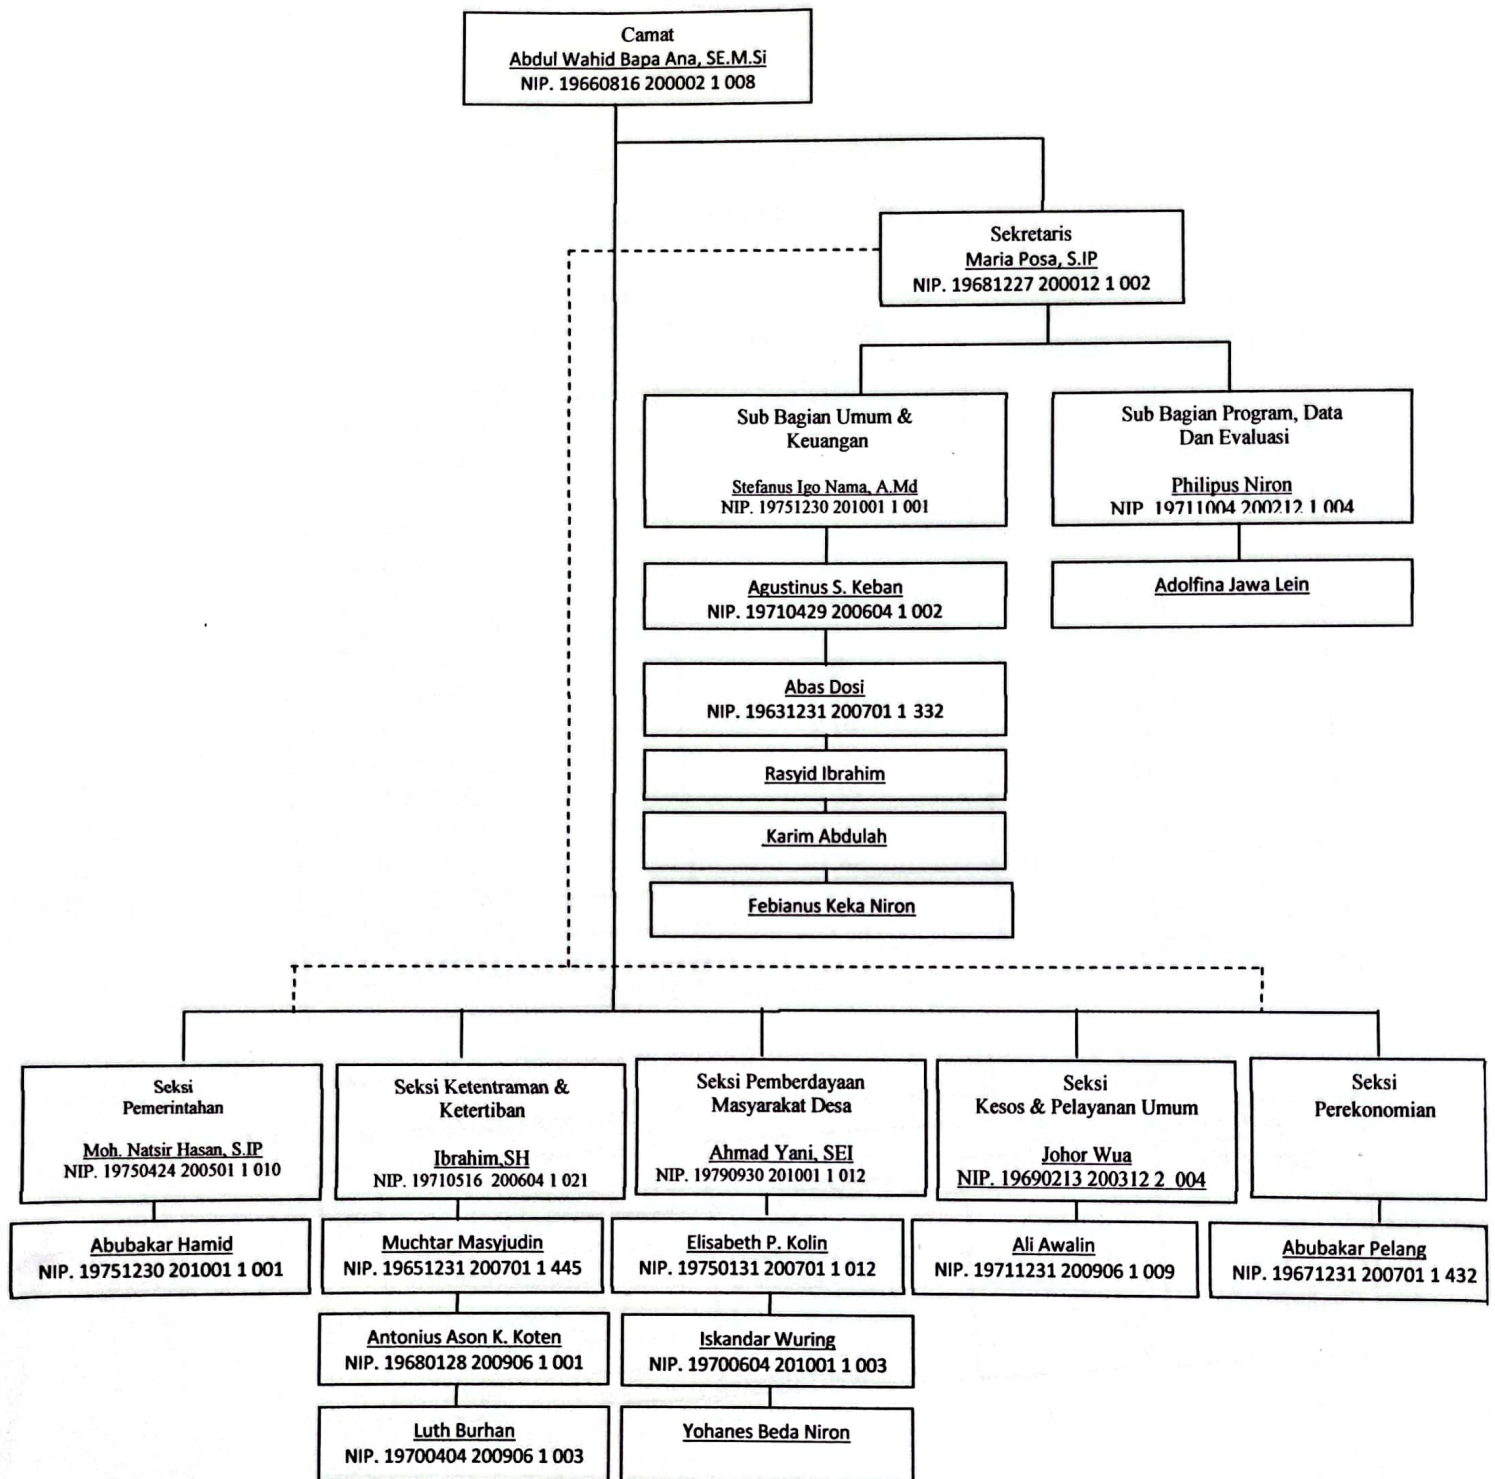 Camat
Abdul Wahid Bapa Ana, SE.M.Si
NIP. 19660816 200002 1 008
Sekretaris
Maria Posa, S.IP
NIP. 19681227 200012 1 002
Sub Bagian Umum &
Keuangan
Stefanus Igo Nama, A.Md
NIP. 19751230 201001 1 001
Sub Bagian Program, Data
Dan Evaluasi
Philipus Niron
NIP 19711004 200212 1 004
Agustinus S. Keban
NIP. 19710429 200604 1 002
Adolfina Jawa Lein
Abas Dosi
NIP. 19631231 200701 1 332
Rasyid Ibrahim
Karim Abdulah
Febianus Keka Niron
Seksi
Pemerintahan
Moh. Natsir Hasan, S.IP
NIP. 19750424 200501 1 010
Seksi Ketentraman &
Ketertiban
Ibrahim,SH
NIP. 19710516 200604 1 021
Seksi Pemberdayaan
Masyarakat Desa
Ahmad Yani, SEI
NIP. 19790930 201001 1 012
Seksi
Kesos & Pelayanan Umum
Johor Wua
NIP. 19690213 200312 2 004
Seksi
Perekonomian
Abubakar Hamid
NIP. 19751230 201001 1 001
Muchtar Masyjudin
NIP. 19651231 200701 1 445
Elisabeth P. Kolin
NIP. 19750131 200701 1 012
Ali Awalin
NIP. 19711231 200906 1 009
Abubakar Pelang
NIP. 19671231 200701 1 432
Antonius Ason K. Koten
NIP. 19680128 200906 1 001
Iskandar Wuring
NIP. 19700604 201001 1 003
Luth Burhan
NIP. 19700404 200906 1 003
Yohanes Beda Niron